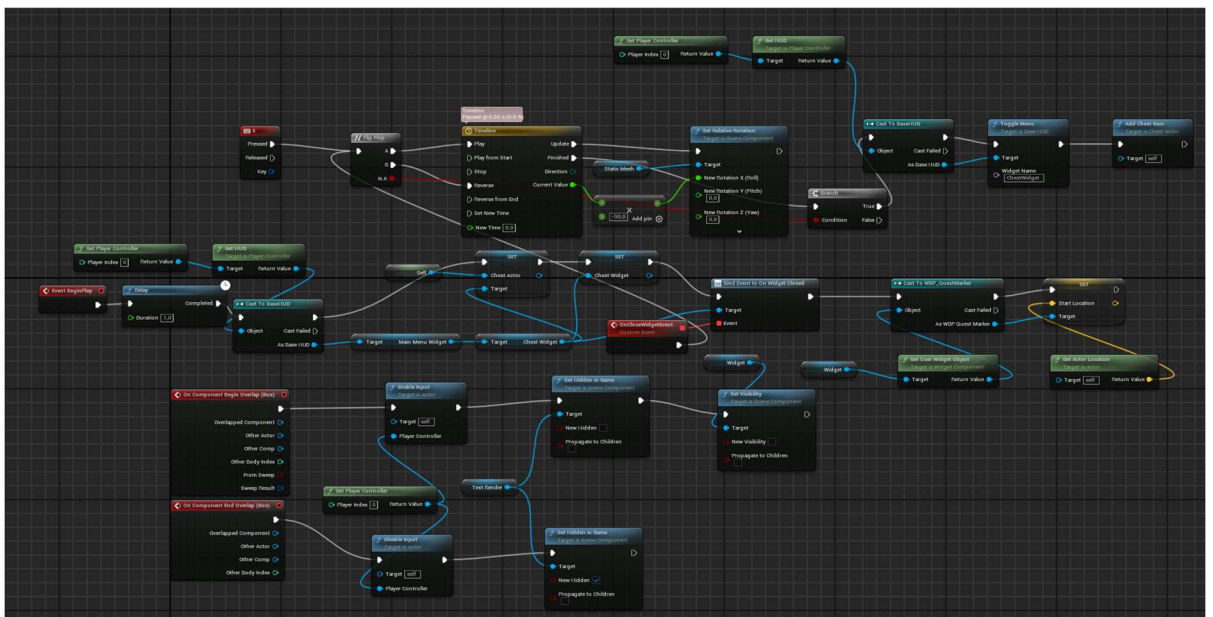 Get Player Controller
Player Index 0 Return Value
Get HUD
Target is Player Controller
Target Return Value
Timeline
E
Pressed
Released
Key
Flip Flop
A
B
Is A
Timeline
Play Update
Play from Start Finished
Stop Direction
Reverse Current Value
Reverse from End
Set New Time
New Time 0,0
Static Mesh
Add pin
Set Relative Rotation
Target is Scene Component
Target
New Rotation X (Roll)
New Rotation Y (Pitch)
0,0
New Rotation Z (Yaw)
0,0
Cast To BaseHUD
Object Cast Failed
As Base HUD
Toggle Menu
Target is Base HUD
Target
Widget Name
ChestWidget
Add Chest Item
Target is Chest Actor
Target self
Branch
True
Condition False
Get Player Controller
Player Index 0 Return Value
Get HUD
Target is Player Controller
Target Return Value
Event BeginPlay
Delay
Completed
Duration 1,0
Cast To BaseHUD
Object Cast Failed
As Base HUD
Self
SET
Chest Actor
Target
SET
Chest Widget
Target Main Menu Widget
Target Chest Widget
OnCloseWidgetEvent
Custom Event
Bind Event to On Widget Closed
Target
Event
Cast To WBP_QuestMarker
Object Cast Failed
As WBP Quest Marker
SET
Start Location
Target
Widget
Widget
Get User Widget Object
Target is Widget Component
Target Return Value
Get Actor Location
Target is Actor
Target self Return Value
On Component Begin Overlap (Box)
Overlapped Component
Other Actor
Other Comp
Other Body Index
From Sweep
Sweep Result
Enable Input
Target is Actor
Target self
Player Controller
Set Hidden in Game
Target is Scene Component
Target
New Hidden
Propagate to Children
Set Visibility
Target is Scene Component
Target
New Visibility
Propagate to Children
Get Player Controller
Player Index 0 Return Value
Text Render
On Component End Overlap (Box)
Overlapped Component
Other Actor
Other Comp
Other Body Index
Disable Input
Target is Actor
Target self
Player Controller
Set Hidden in Game
Target is Scene Component
Target
New Hidden
Propagate to Children